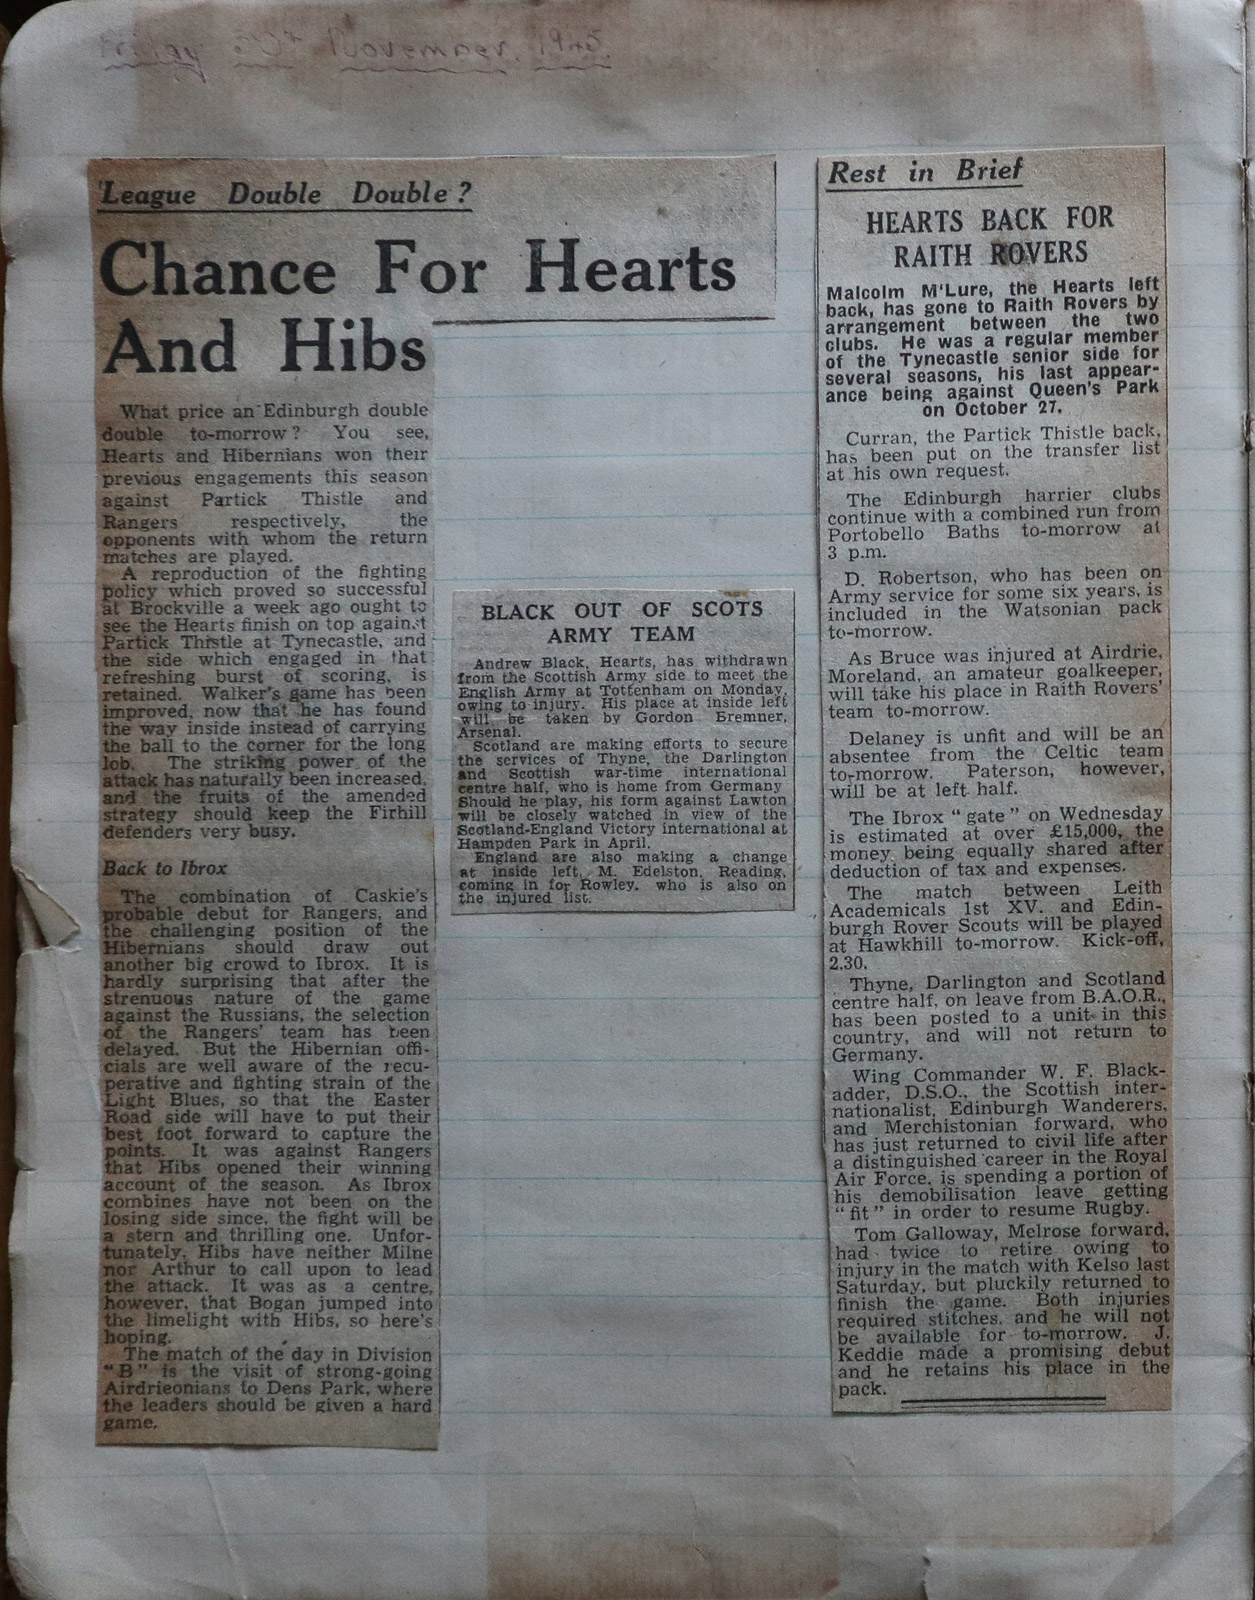 Friday 30th November. 1945.
League Double Double?
Chance For Hearts
And Hibs
What price an Edinburgh double
double to-morrow? You see,
Hearts and Hibernians won their
previous engagements this season
against Partick Thistle and
Rangers respectively, the
opponents with whom the return
matches are played.
A reproduction of the fighting
policy which proved so successful
at Brockville a week ago ought to
see the Hearts finish on top against
Partick Thistle at Tynecastle, and
the side which engaged in that
refreshing burst of scoring, is
retained. Walker's game has been
improved, now that he has found
the way inside instead of carrying
the ball to the corner for the long
lob. The striking power of the
attack has naturally been increased,
and the fruits of the amended
strategy should keep the Firhill
defenders very busy.
Back to Ibrox
The combination of Caskie's
probable debut for Rangers, and
the challenging position of the
Hibernians should draw out
another big crowd to Ibrox. It is
hardly surprising that after the
strenuous nature of the game
against the Russians, the selection
of the Rangers' team has been
delayed. But the Hibernian offi-
cials are well aware of the recu-
perative and fighting strain of the
Light Blues, so that the Easter
Road side will have to put their
best foot forward to capture the
points. It was against Rangers
that Hibs opened their winning
account of the season. As Ibrox
combines have not been on the
losing side since, the fight will be
a stern and thrilling one. Unfor-
tunately, Hibs have neither Milne
nor Arthur to call upon to lead
the attack. It was as a centre,
however, that Bogan jumped into
the limelight with Hibs, so here's
hoping.
The match of the day in Division
"B" is the visit of strong-going
Airdrieonians to Dens Park, where
the leaders should be given a hard
game.
BLACK OUT OF SCOTS
ARMY TEAM
Andrew Black, Hearts, has withdrawn
from the Scottish Army side to meet the
English Army at Tottenham on Monday,
owing to injury. His place at inside left
will be taken by Gordon Bremner,
Arsenal.
Scotland are making efforts to secure
the services of Thyne, the Darlington
and Scottish war-time international
centre half, who is home from Germany
Should he play, his form against Lawton
will be closely watched in view of the
Scotland-England Victory international at
Hampden Park in April.
England are also making a change
at inside left, M. Edelston, Reading,
coming in for Rowley, who is also on
the injured list.
Rest in Brief
HEARTS BACK FOR
RAITH ROVERS
Malcolm M'Lure, the Hearts left
back, has gone to Raith Rovers by
arrangement between the two
clubs. He was a regular member
of the Tynecastle senior side for
several seasons, his last appear-
ance being against Queen's Park
on October 27.
Curran, the Partick Thistle back,
has been put on the transfer list
at his own request.
The Edinburgh harrier clubs
continue with a combined run from
Portobello Baths to-morrow at
3 p.m.
D. Robertson, who has been on
Army service for some six years, is
included in the Watsonian pack
to-morrow.
As Bruce was injured at Airdrie,
Moreland, an amateur goalkeeper,
will take his place in Raith Rovers'
team to-morrow.
Delaney is unfit and will be an
absentee from the Celtic team
to-morrow. Paterson, however,
will be at left half.
The Ibrox "gate" on Wednesday
is estimated at over £15,000, the
money being equally shared after
deduction of tax and expenses.
The match between Leith
Academicals 1st XV. and Edin-
burgh Rover Scouts will be played
at Hawkhill to-morrow. Kick-off,
2.30.
Thyne, Darlington and Scotland
centre half, on leave from B.A.O.R.,
has been posted to a unit in this
country, and will not return to
Germany.
Wing Commander W. F. Black-
adder, D.S.O., the Scottish inter-
nationalist, Edinburgh Wanderers,
and Merchistonian forward, who
has just returned to civil life after
a distinguished career in the Royal
Air Force, is spending a portion of
his demobilisation leave getting
"fit" in order to resume Rugby.
Tom Galloway, Melrose forward,
had twice to retire owing to
injury in the match with Kelso last
Saturday, but pluckily returned to
finish the game. Both injuries
required stitches, and he will not
be available for to-morrow. J.
Keddie made a promising debut
and he retains his place in the
pack.